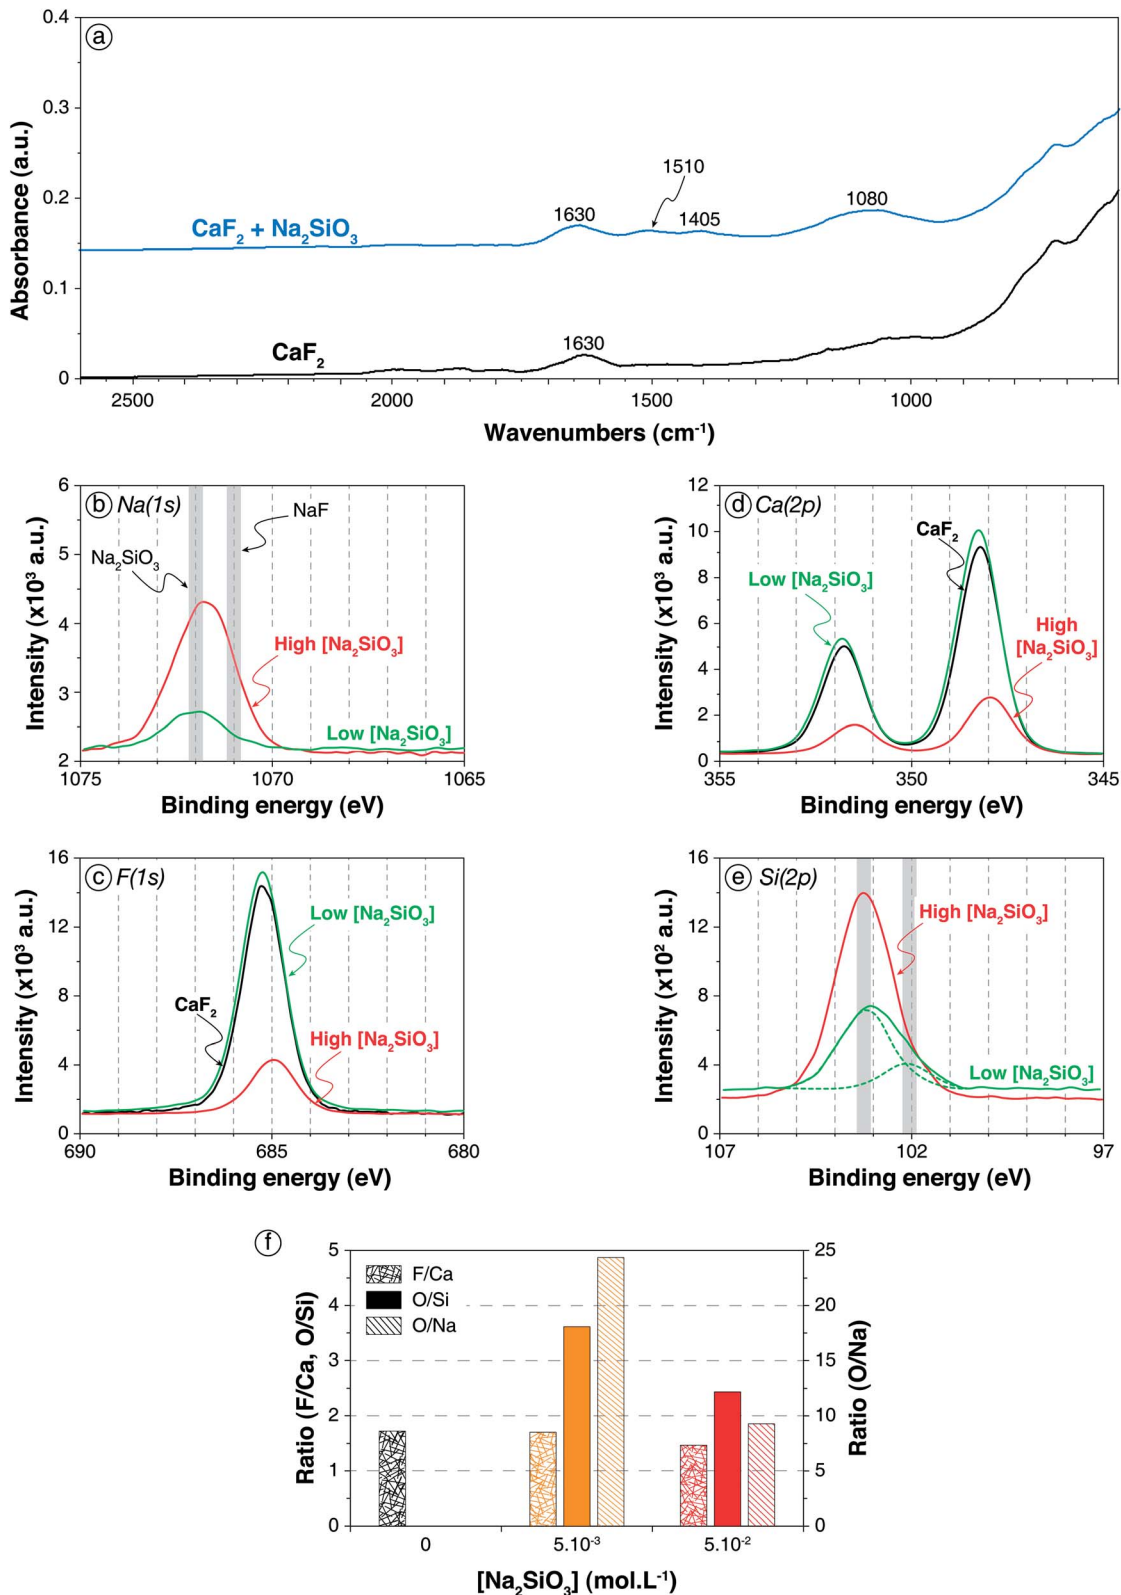 a
0.4
0.3
0.2
0.1
0
Absorbance (a.u.)
CaF2 + Na2SiO3
1630
1510
1405
1080
CaF2
1630
2500
2000
1500
1000
Wavenumbers (cm-1)
b Na(1s)
6
5
4
3
2
Intensity (x10³ a.u.)
Na2SiO3
NaF
High [Na2SiO3]
Low [Na2SiO3]
1075
1070
1065
Binding energy (eV)
d Ca(2p)
12
10
8
6
4
2
0
Intensity (x10³ a.u.)
CaF2
Low [Na2SiO3]
High
[Na2SiO3]
355
350
345
Binding energy (eV)
c F(1s)
16
12
8
4
0
Intensity (x10³ a.u.)
Low [Na2SiO3]
CaF2
High [Na2SiO3]
690
685
680
Binding energy (eV)
e Si(2p)
16
12
8
4
0
Intensity (x10² a.u.)
High [Na2SiO3]
Low [Na2SiO3]
107
102
97
Binding energy (eV)
f
5
4
3
2
1
0
Ratio (F/Ca, O/Si)
F/Ca
O/Si
O/Na
25
20
15
10
5
0
Ratio (O/Na)
0
5.10-3
5.10-2
[Na2SiO3] (mol.L-1)